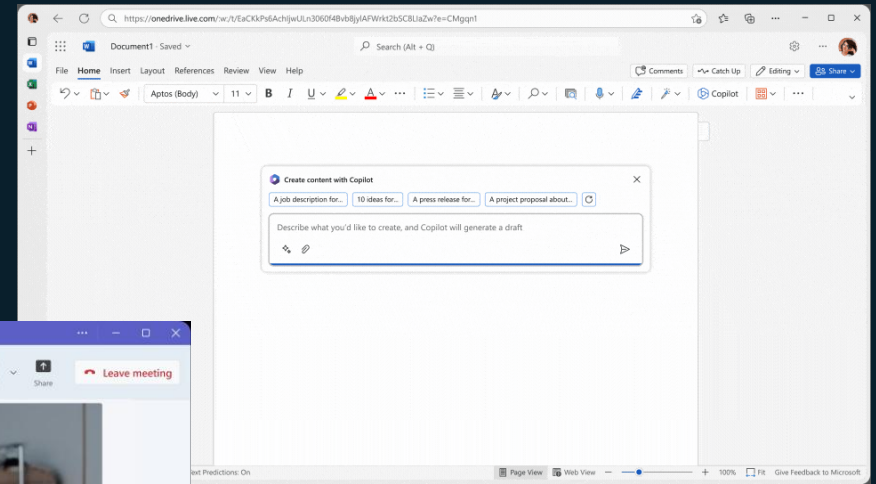 https://onedrive.live.com/:w:/t/EaCKkPs6AchljwULn3060f4Bvb8jylAFWrkt2bSC8LIaZw?e=CMgqn1
Document1 · Saved
Search (Alt + Q)
File Home Insert Layout References Review View Help
Comments Catch Up Editing Share
Aptos (Body) 11 B I U A Copilot
Create content with Copilot
A job description for... 10 ideas for... A press release for... A project proposal about...
Describe what you'd like to create, and Copilot will generate a draft
Share
Leave meeting
Predictions: On
Page View Web View 100% Fit Give Feedback to Microsoft